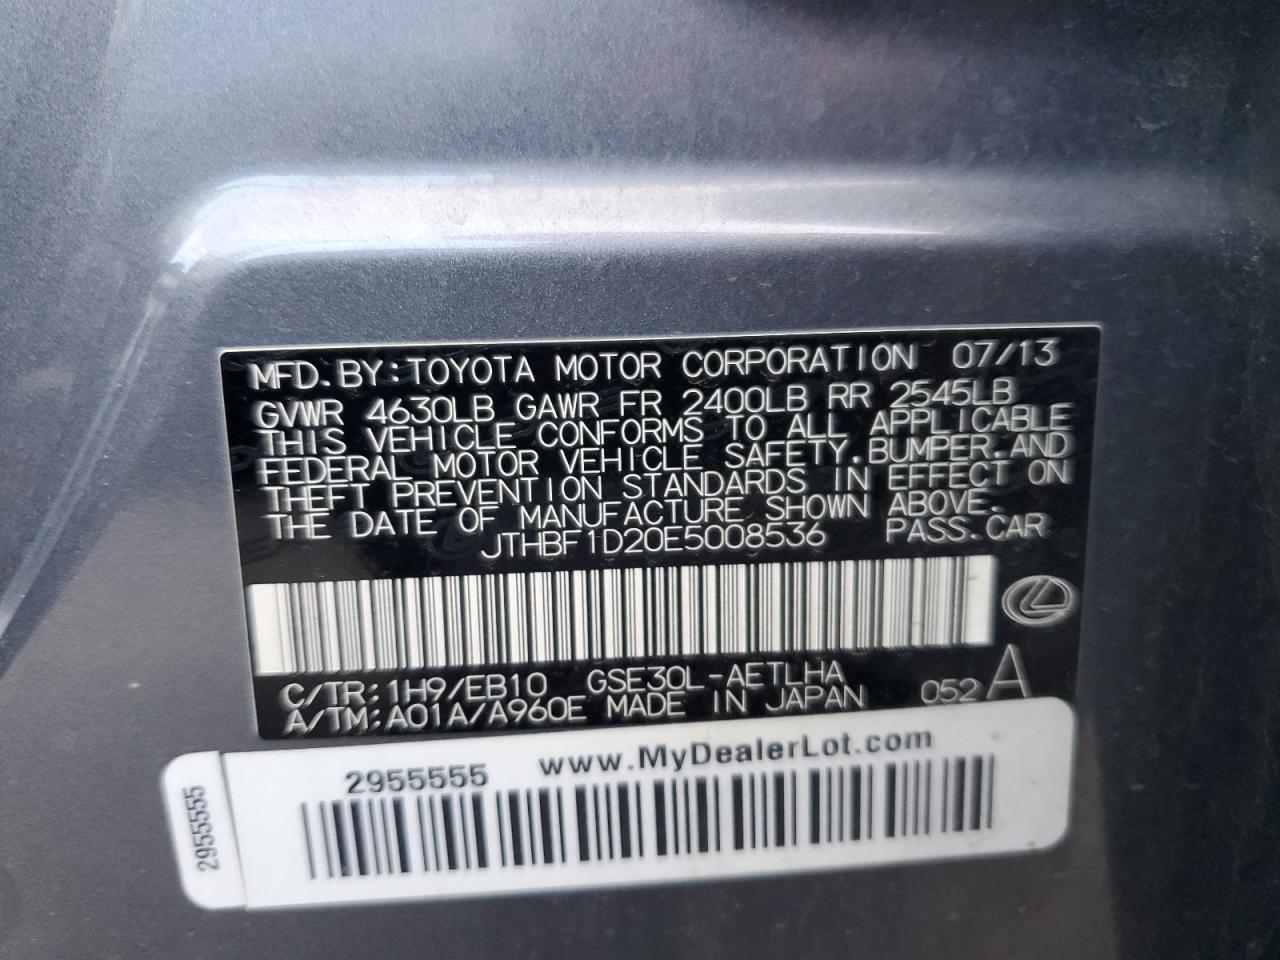 MFD. BY: TOYOTA MOTOR CORPORATION 07/13
GVWR 4630LB GAWR FR 2400LB RR 2545LB
THIS VEHICLE CONFORMS TO ALL APPLICABLE
FEDERAL MOTOR VEHICLE SAFETY, BUMPER, AND
THEFT PREVENTION STANDARDS IN EFFECT ON
THE DATE OF MANUFACTURE SHOWN ABOVE.
JTHBF1D20E5008536 PASS. CAR
C/TR: 1H9/EB10 GSE30L-AETLHA
A/TM: A01A/A960E MADE IN JAPAN 052 A
2955555 www.MyDealerLot.com
2955555